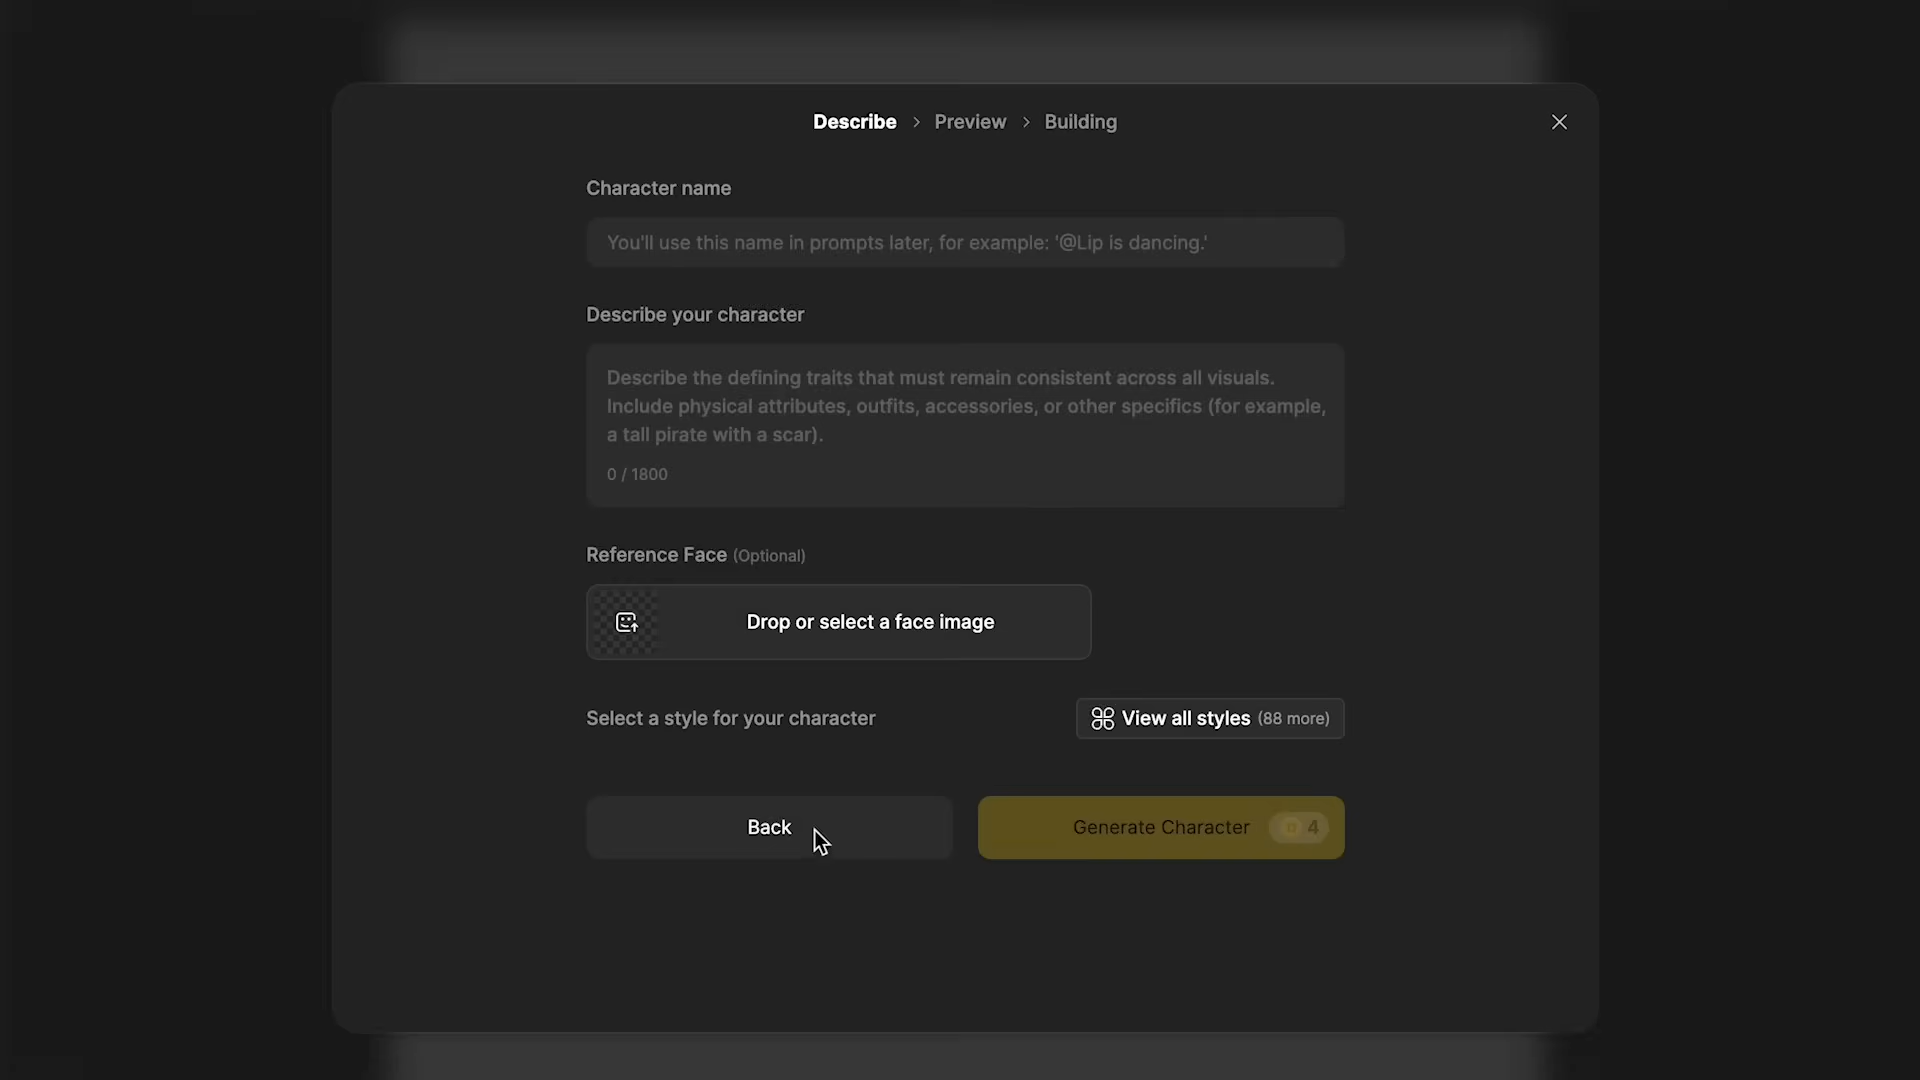 Describe > Preview > Building
Character name
You'll use this name in prompts later, for example: '@Lip is dancing.'
Describe your character
Describe the defining traits that must remain consistent across all visuals.
Include physical attributes, outfits, accessories, or other specifics (for example,
a tall pirate with a scar).
0 / 1800
Reference Face (Optional)
Drop or select a face image
Select a style for your character
View all styles (88 more)
Back
Generate Character 4